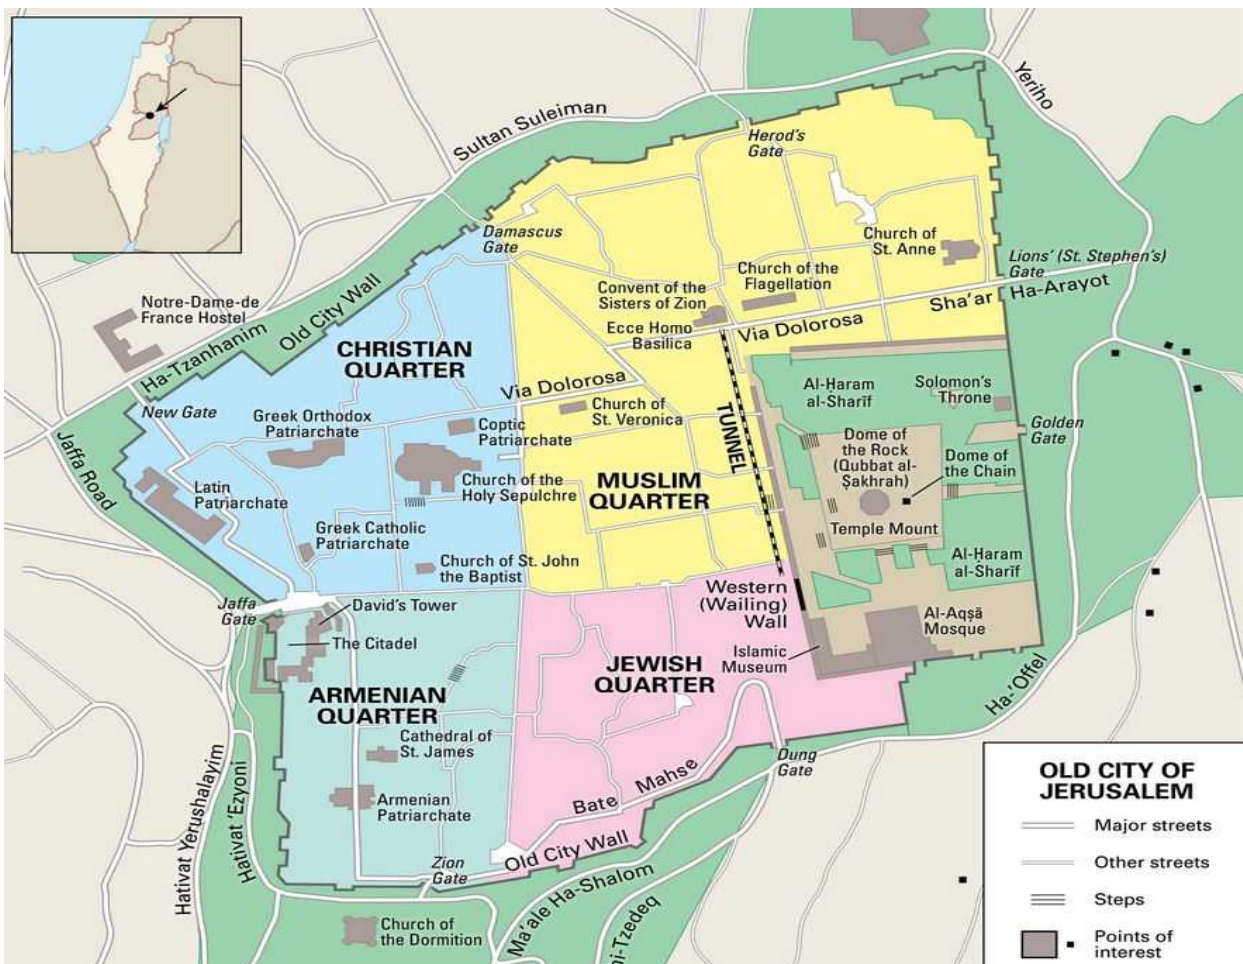 Sultan Suleiman
Yeriho
Herod's
Gate
Damascus
Gate
Church of
St. Anne
Lions' (St. Stephen's)
Gate
Sha'ar
Ha-Arayot
Church of the
Flagellation
Convent of the
Sisters of Zion
Ecce Homo
Basilica
Via Dolorosa
Notre-Dame-de
France Hostel
Old City Wall
Ha-Tzanhanim
CHRISTIAN
QUARTER
New Gate
Via Dolorosa
Greek Orthodox
Patriarchate
Coptic
Patriarchate
Church of
St. Veronica
TUNNEL
Al-Ḥaram
al-Sharīf
Solomon's
Throne
Golden
Gate
Dome of
the Rock
(Qubbat al-
Ṣakhrah)
Dome of
the Chain
Temple Mount
Jaffa Road
Latin
Patriarchate
Church of the
Holy Sepulchre
MUSLIM
QUARTER
Greek Catholic
Patriarchate
Church of St. John
the Baptist
Al-Ḥaram
al-Sharīf
Jaffa
Gate
David's Tower
The Citadel
Western
(Wailing)
Wall
Al-Aqṣā
Mosque
Islamic
Museum
JEWISH
QUARTER
ARMENIAN
QUARTER
Cathedral of
St. James
Armenian
Patriarchate
Ha-'Offel
Dung
Gate
Bate Mahse
Old City Wall
Zion
Gate
Hativat Yerushalayim
Hativat 'Ezyoni
Church of
the Dormition
Ma'ale Ha-Shalom
OLD CITY OF
JERUSALEM
Major streets
Other streets
Steps
Points of
interest